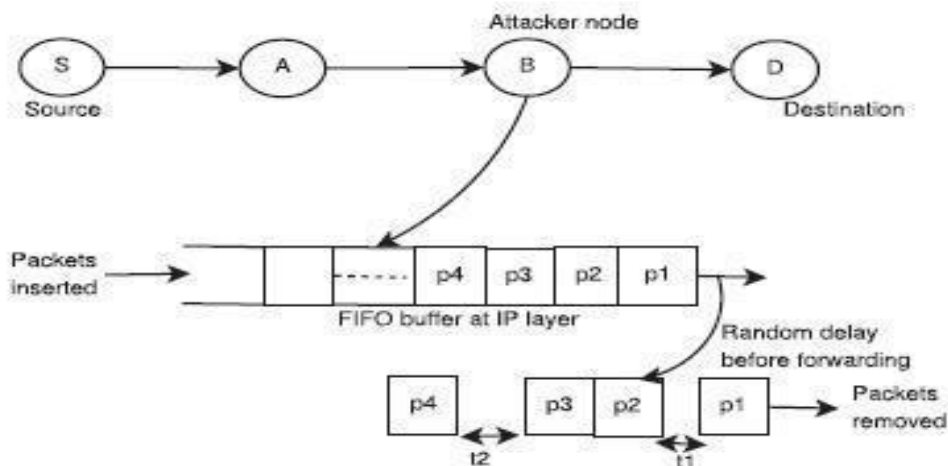 Attacker node
S
A
B
D
Source
Destination
Packets
inserted
p4
p3
p2
p1
FIFO buffer at IP layer
Random delay
before forwarding
p4
p3
p2
p1
Packets
removed
t2
t1